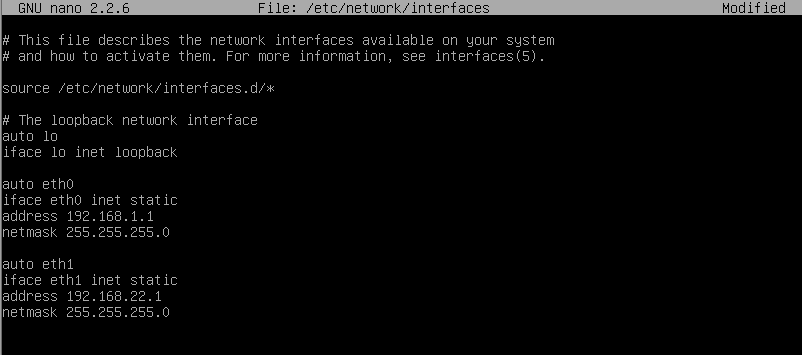 GNU nano 2.2.6 File: /etc/network/interfaces Modified
# This file describes the network interfaces available on your system
# and how to activate them. For more information, see interfaces(5).
source /etc/network/interfaces.d/*
# The loopback network interface
auto lo
iface lo inet loopback
auto eth0
iface eth0 inet static
address 192.168.1.1
netmask 255.255.255.0
auto eth1
iface eth1 inet static
address 192.168.22.1
netmask 255.255.255.0